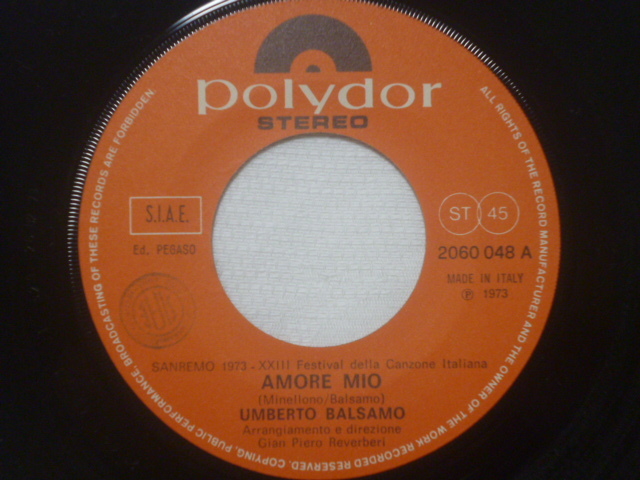 polydor
STEREO
S.I.A.E.
Ed. PEGASO
ST 45
2060 048 A
MADE IN ITALY
℗ 1973
SANREMO 1973 - XXIII Festival della Canzone Italiana
AMORE MIO
(Minellono/Balsamo)
UMBERTO BALSAMO
Arrangiamento e direzione
Gian Piero Reverberi
ALL RIGHTS OF THE RECORD MANUFACTURER AND THE OWNER OF THE WORK RECORDED RESERVED. COPYING, PUBLIC PERFORMANCE, BROADCASTING OF THESE RECORDS ARE FORBIDDEN